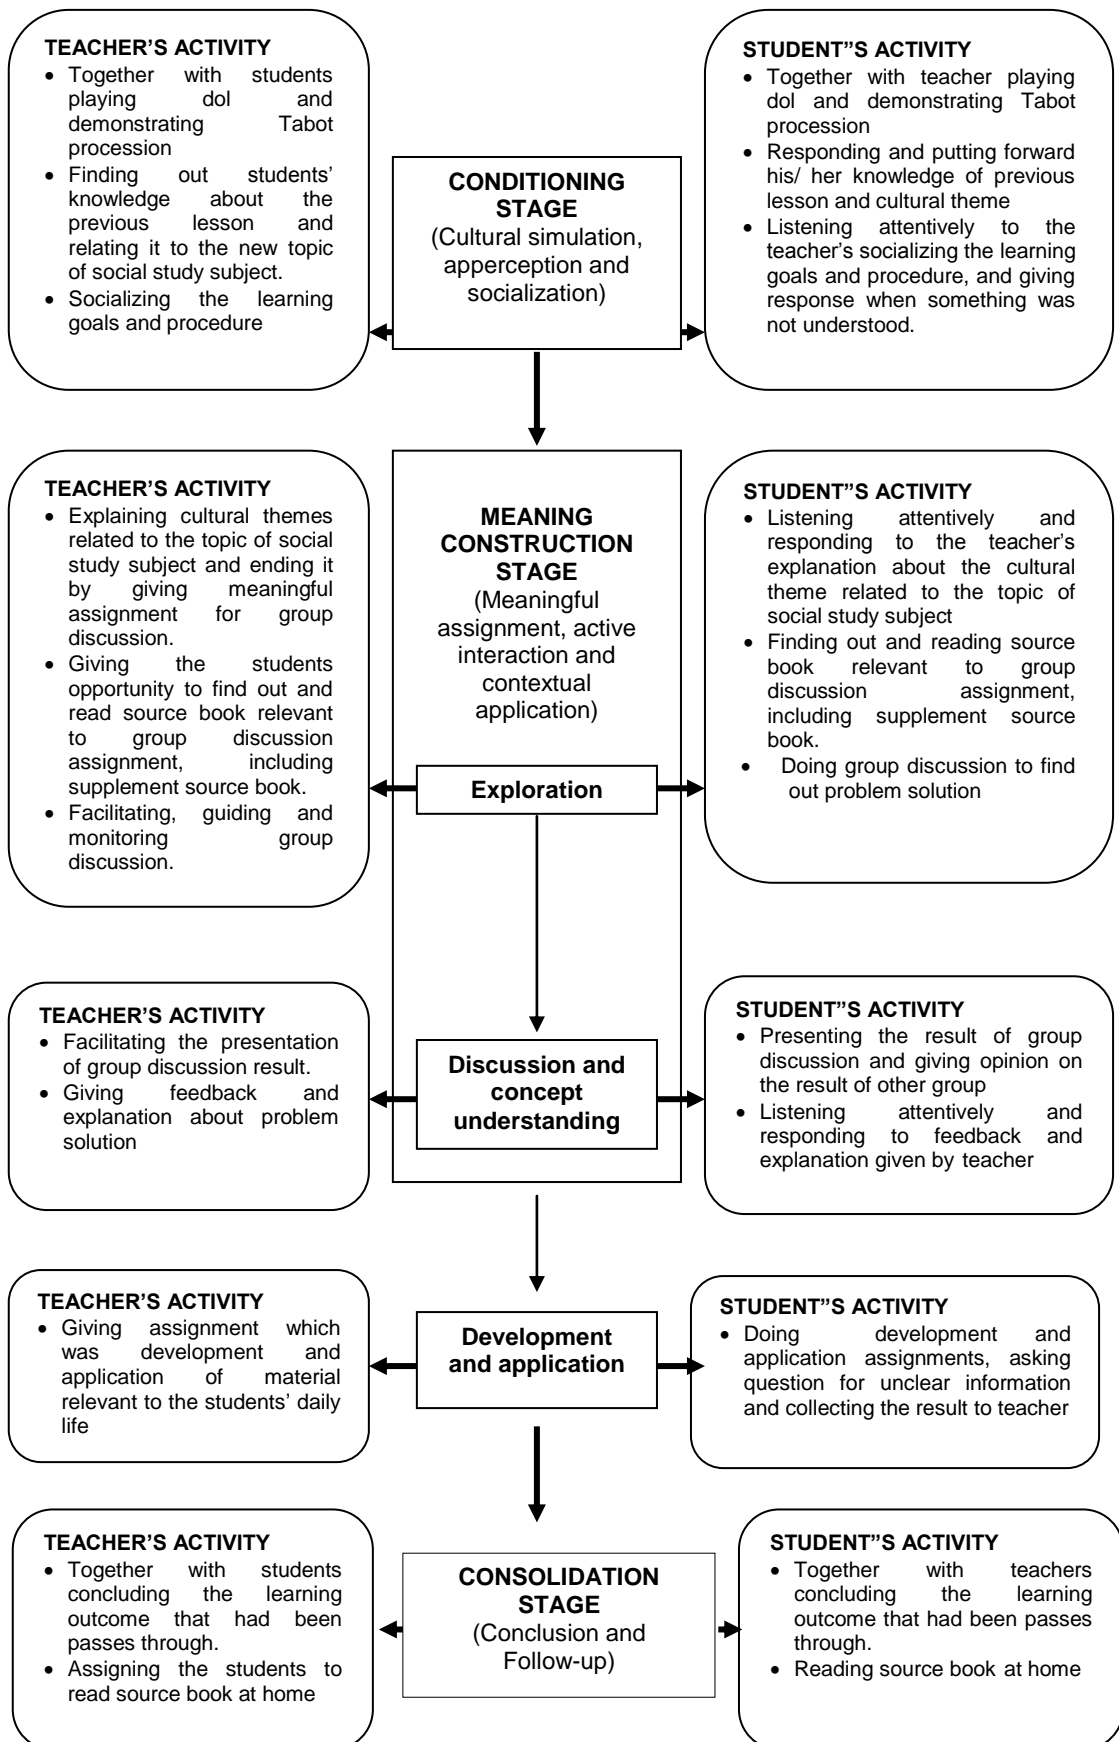 TEACHER'S ACTIVITY
• Together with students
playing dol and
demonstrating Tabot
procession
• Finding out students'
knowledge about the
previous lesson and
relating it to the new topic
of social study subject.
• Socializing the learning
goals and procedure
CONDITIONING
STAGE
(Cultural simulation,
apperception and
socialization)
STUDENT"S ACTIVITY
• Together with teacher playing
dol and demonstrating Tabot
procession
• Responding and putting forward
his/ her knowledge of previous
lesson and cultural theme
• Listening attentively to the
teacher's socializing the learning
goals and procedure, and giving
response when something was
not understood.
TEACHER'S ACTIVITY
• Explaining cultural themes
related to the topic of social
study subject and ending it
by giving meaningful
assignment for group
discussion.
• Giving the students
opportunity to find out and
read source book relevant
to group discussion
assignment, including
supplement source book.
• Facilitating, guiding and
monitoring group
discussion.
MEANING
CONSTRUCTION
STAGE
(Meaningful
assignment, active
interaction and
contextual
application)
Exploration
STUDENT"S ACTIVITY
• Listening attentively and
responding to the teacher's
explanation about the cultural
theme related to the topic of
social study subject
• Finding out and reading source
book relevant to group
discussion assignment,
including supplement source
book.
• Doing group discussion to find
out problem solution
TEACHER'S ACTIVITY
• Facilitating the presentation
of group discussion result.
• Giving feedback and
explanation about problem
solution
Discussion and
concept
understanding
STUDENT"S ACTIVITY
• Presenting the result of group
discussion and giving opinion on
the result of other group
• Listening attentively and
responding to feedback and
explanation given by teacher
TEACHER'S ACTIVITY
• Giving assignment which
was development and
application of material
relevant to the students' daily
life
Development
and application
STUDENT"S ACTIVITY
• Doing development and
application assignments, asking
question for unclear information
and collecting the result to teacher
TEACHER'S ACTIVITY
• Together with students
concluding the learning
outcome that had been
passes through.
• Assigning the students to
read source book at home
CONSOLIDATION
STAGE
(Conclusion and
Follow-up)
STUDENT"S ACTIVITY
• Together with teachers
concluding the learning
outcome that had been passes
through.
• Reading source book at home